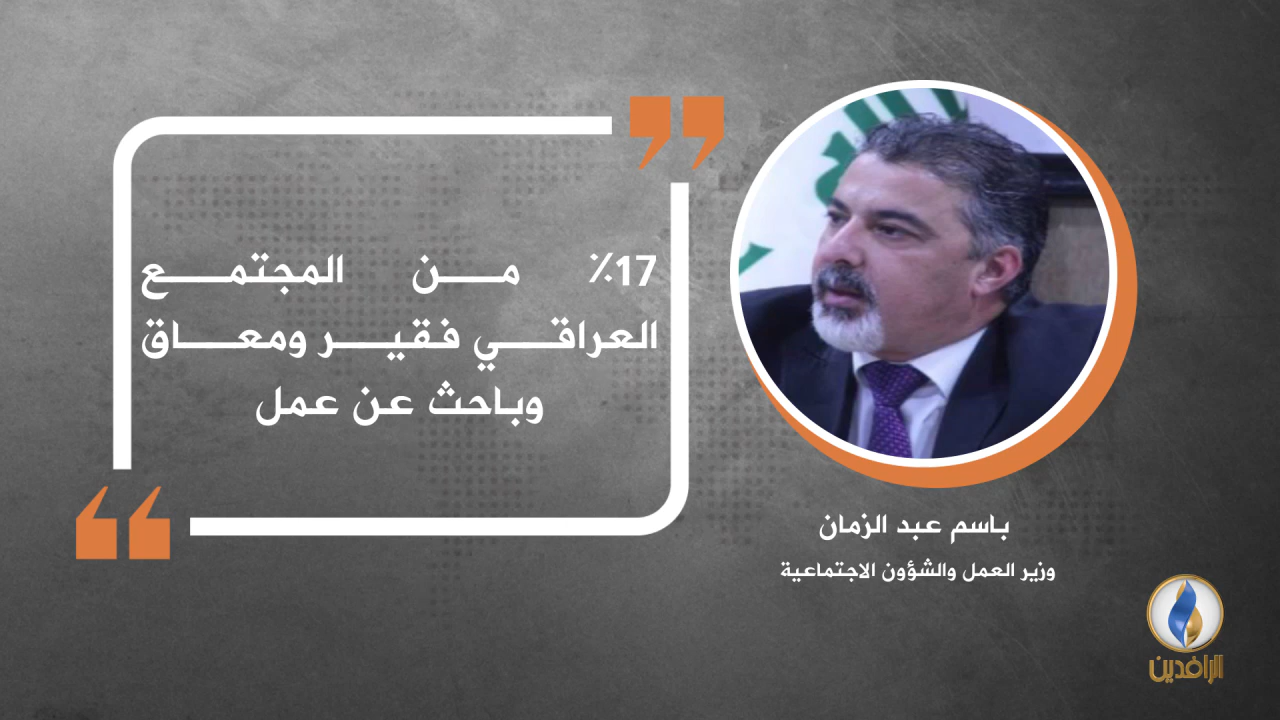 17٪ من المجتمع
العراقي فقير ومعاق
وباحث عن عمل
باسم عبد الزمان
وزير العمل والشؤون الاجتماعية
الرافدين